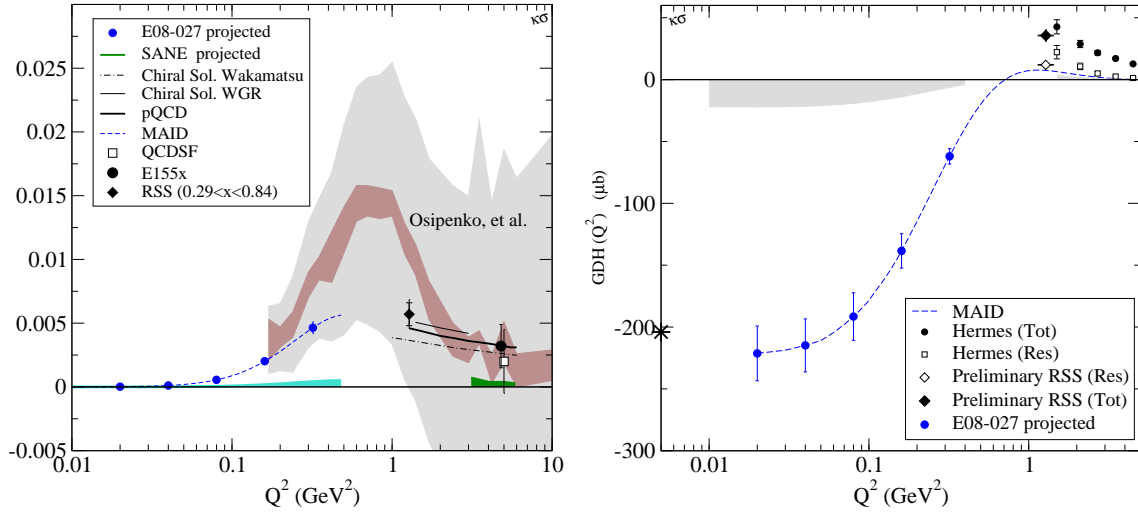 κσ
0.025
0.02
0.015
0.01
0.005
0
-0.005
0.01
0.1
1
10
Q² (GeV²)
E08-027 projected
SANE projected
Chiral Sol. Wakamatsu
Chiral Sol. WGR
pQCD
MAID
QCDSF
E155x
RSS (0.29<x<0.84)
Osipenko, et al.
κσ
0
-100
-200
-300
GDH (Q²) (μb)
0.01
0.1
1
Q² (GeV²)
MAID
Hermes (Tot)
Hermes (Res)
Preliminary RSS (Res)
Preliminary RSS (Tot)
E08-027 projected